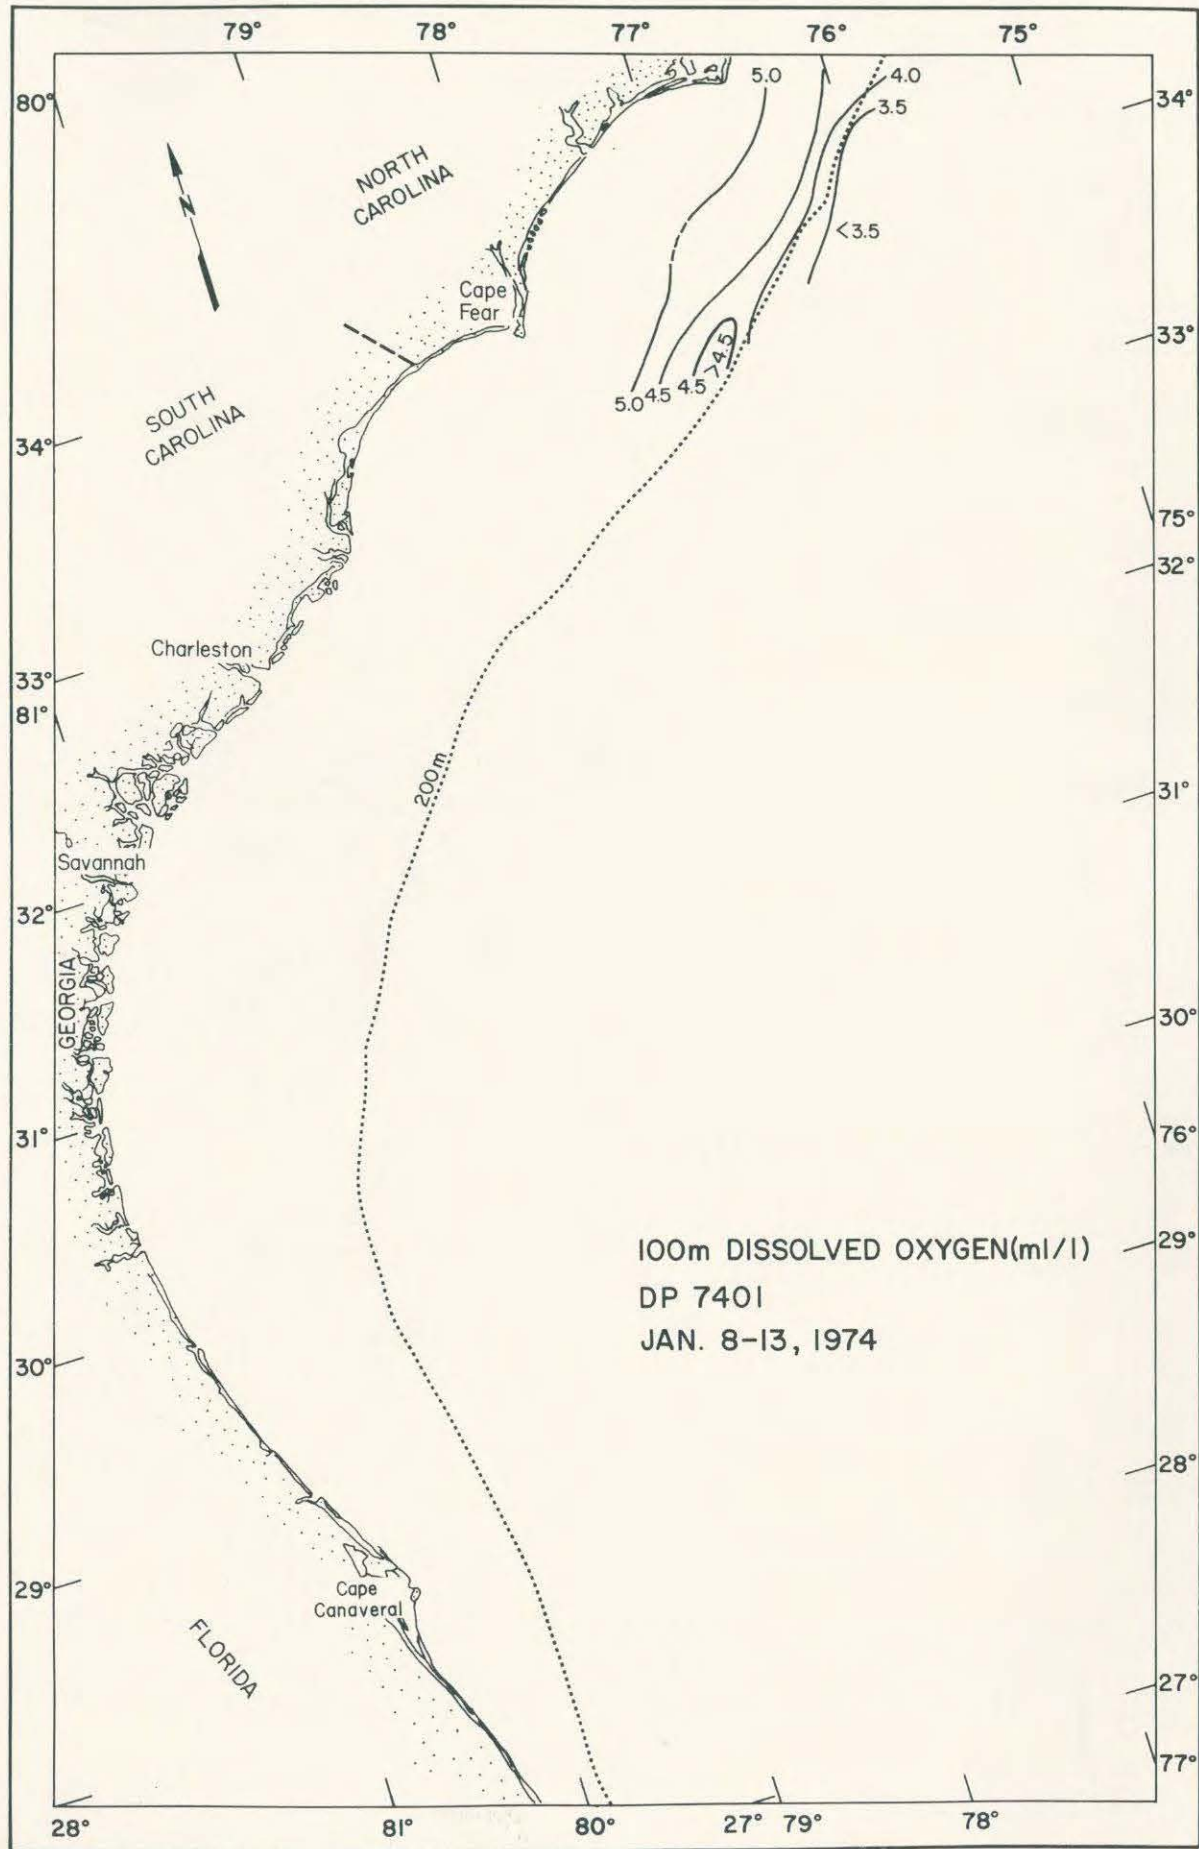 79° 78° 77° 76° 75°
80°
34°
5.0
4.0
3.5
NORTH
CAROLINA
<3.5
N
Cape
Fear
33°
>4.5
5.0 4.5 4.5
SOUTH
CAROLINA
34°
75°
32°
Charleston
33°
81°
200m
31°
Savannah
32°
GEORGIA
30°
31°
76°
100m DISSOLVED OXYGEN(ml/l)
29°
DP 7401
JAN. 8-13, 1974
30°
28°
29°
Cape
Canaveral
FLORIDA
27°
77°
28° 81° 80° 27° 79° 78°